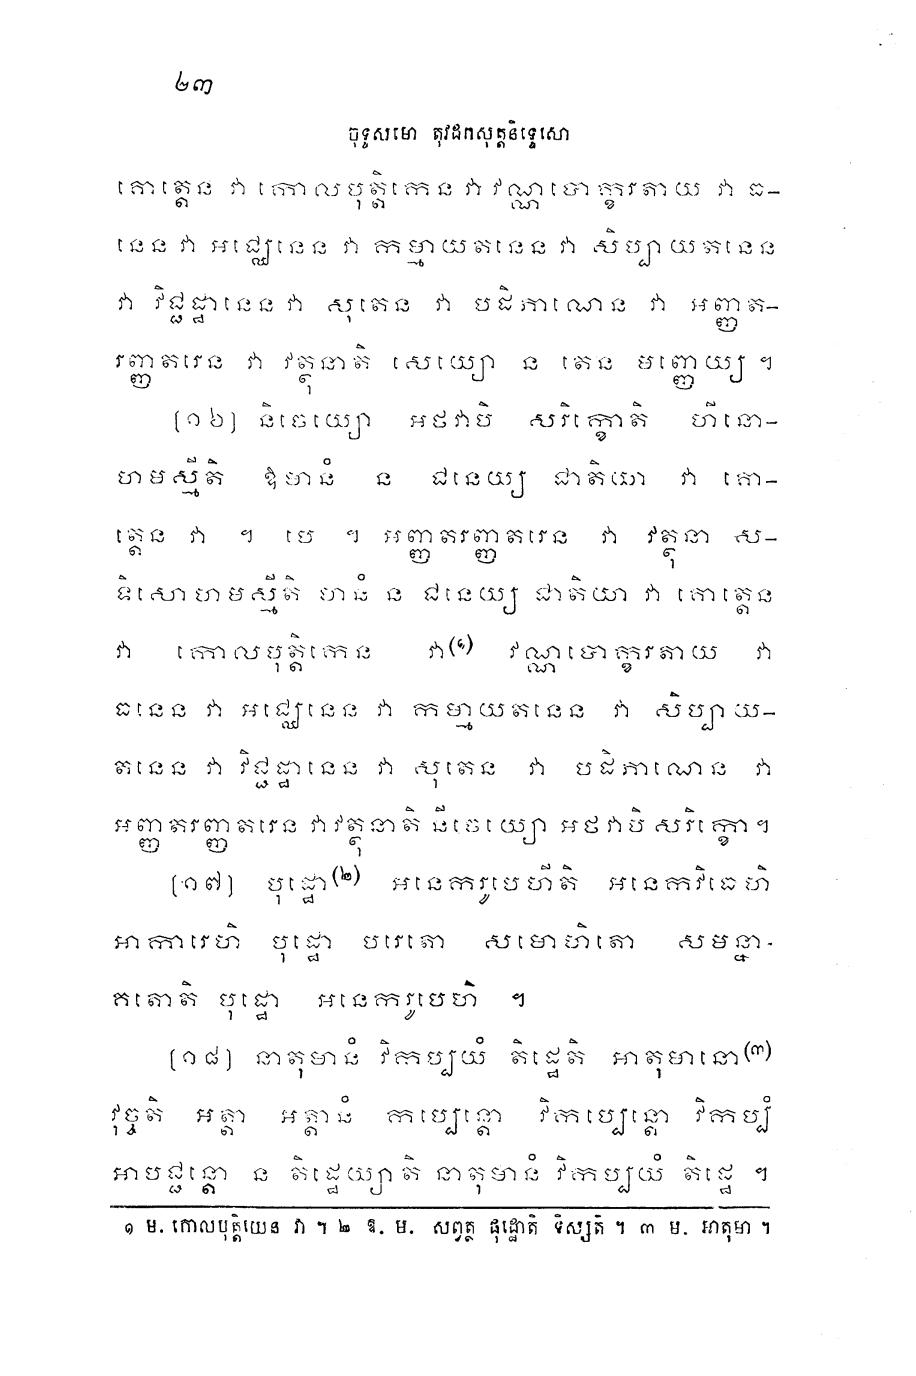 ២៣
ចុទ្ទសមោ តុវដកសុត្តនិទ្ទេសោ
គោត្តេន វា កោលបុត្តិកេន វា វណ្ណបោក្ខរតាយ វា ធ-
នេន វា អជ្ឈេនេន វា កម្មាយតនេន វា សិប្បាយតនេន
វា វិជ្ជដ្ឋានេន វា សុតេន វា បដិភាណេន វា អញ្ញត-
រញ្ញតរេន វា វត្ថុនាតិ សេយ្យោ ន តេន មញ្ញេយ្យ ។
[១៦] និចេយ្យោ អថវាបិ សរិក្ខោតិ ហីនោ-
ហមស្មីតិ ឱមានំ ន ជនេយ្យ ជាតិយា វា គោ-
ត្តេន វា ។ បេ ។ អញ្ញតរញ្ញតរេន វា វត្ថុនា ស-
ទិសោហមស្មីតិ មានំ ន ជនេយ្យ ជាតិយា វា គោត្តេន
វា កោលបុត្តិកេន វា(១) វណ្ណបោក្ខរតាយ វា
ធនេន វា អជ្ឈេនេន វា កម្មាយតនេន វា សិប្បាយ-
តនេន វា វិជ្ជដ្ឋានេន វា សុតេន វា បដិភាណេន វា
អញ្ញតរញ្ញតរេន វា វត្ថុនាតិ នីចេយ្យោ អថវាបិ សរិក្ខោ។
[១៧] បុដ្ឋោ(២) អនេករូបេហីតិ អនេកវិធេហិ
អាការេហិ បុដ្ឋោ បរេតោ សមោហិតោ សមន្នា-
គតោតិ បុដ្ឋោ អនេករូបេហិ ។
[១៨] នាតុមានំ វិកប្បយំ តិដ្ឋេតិ អាតុមានោ(៣)
វុច្ចតិ អត្តា អត្តានំ កប្បេន្តោ វិកប្បេន្តោ វិកប្បំ
អាបជ្ជន្តោ ន តិដ្ឋេយ្យាតិ នាតុមានំ វិកប្បយំ តិដ្ឋេ ។
១ ម. កោលបុត្តិយេន វា ។ ២ ឱ. ម. សព្វត្ថ ផុដ្ឋោតិ ទិស្សតិ ។ ៣ ម. អាតុមា ។